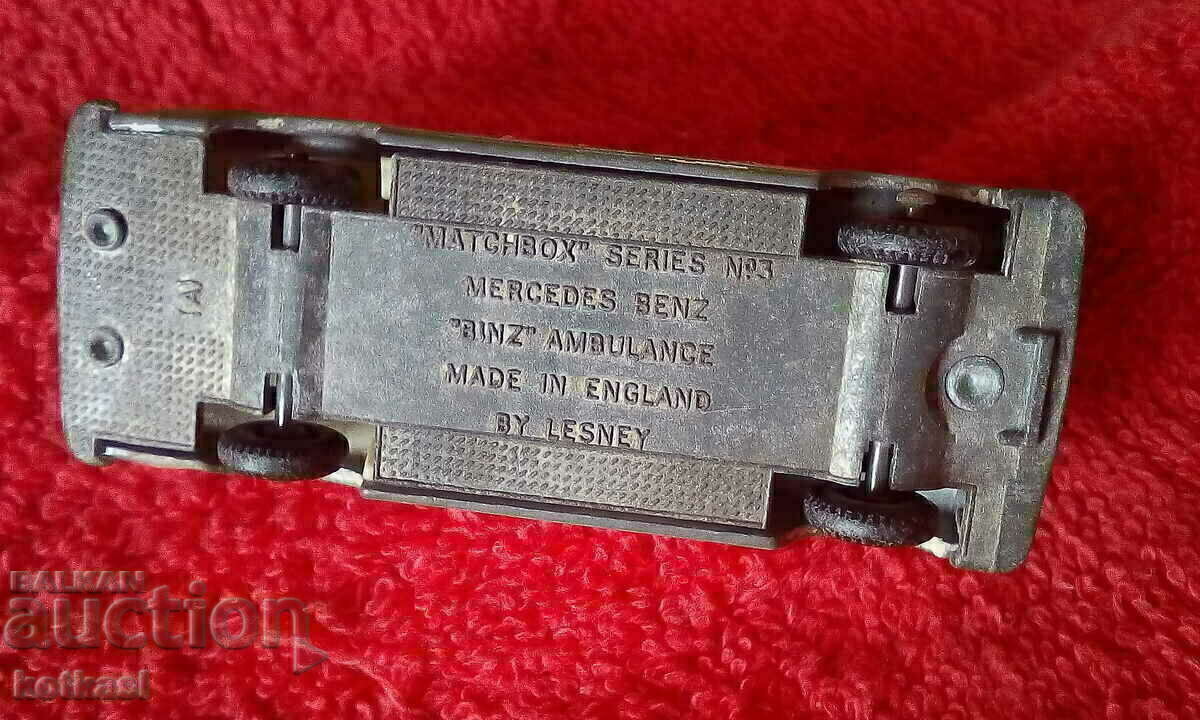 "MATCHBOX" SERIES Nº3
MERCEDES BENZ
"BINZ" AMBULANCE
MADE IN ENGLAND
BY LESNEY
(A)
BALKAN
auction
kotkasl